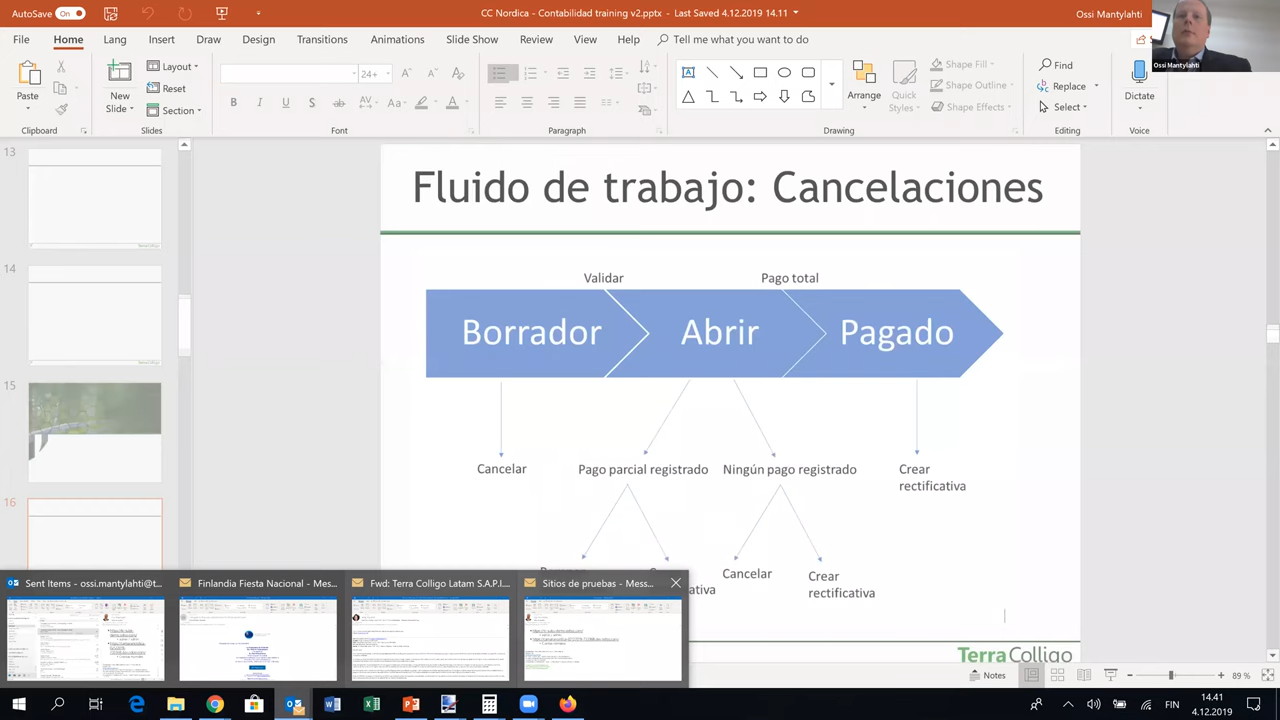 AutoSave On
CC Nordica - Contabilidad training v2.pptx - Last Saved 4.12.2019 14.11
Ossi Mantylahti
File Home Lang Insert Draw Design Transitions Animations Slide Show Review View Help Tell me what you want to do
Ossi Mantylahti
Paste
New
Slide
Layout
Reset
Section
24+
Aa
Arrange
Quick
Styles
Shape Fill
Shape Outline
Shape Effects
Find
Replace
Select
Dictate
Clipboard Slides Font Paragraph Drawing Editing Voice
13
14
15
16
Fluido de trabajo: Cancelaciones
Validar Pago total
Borrador Abrir Pagado
Cancelar Pago parcial registrado Ningún pago registrado Crear
rectificativa
Cancelar Crear
rectificativa
Terra Colligo
Sent Items - ossi.mantylahti@t...
Finlandia Fiesta Nacional - Mes...
Fwd: Terra Colligo Latam S.A.P.I....
Sitios de pruebas - Mess...
Notes
89 %
FIN
14.41
4.12.2019